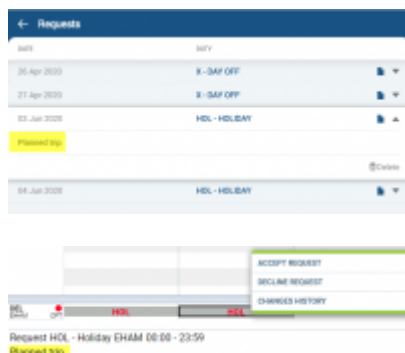 ← Requests
DATE DUTY
26 Apr 2020 X - DAY OFF
27 Apr 2020 X - DAY OFF
03 Jun 2020 HOL - HOLIDAY
Planned trip
Delete
04 Jun 2020 HOL - HOLIDAY
ACCEPT REQUEST
DECLINE REQUEST
CHANGES HISTORY
HOL HOL
Request HOL - Holiday EHAM 00:00 - 23:59
Planned trip